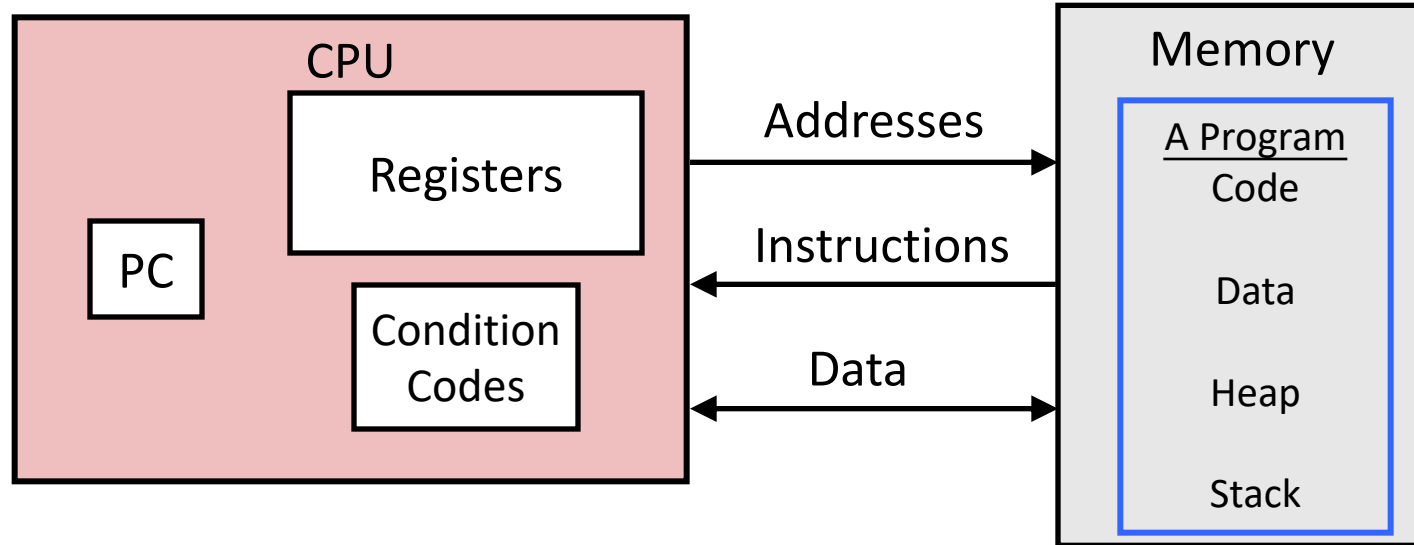 CPU
Registers
PC
Condition
Codes
Addresses
Instructions
Data
Memory
A Program
Code
Data
Heap
Stack